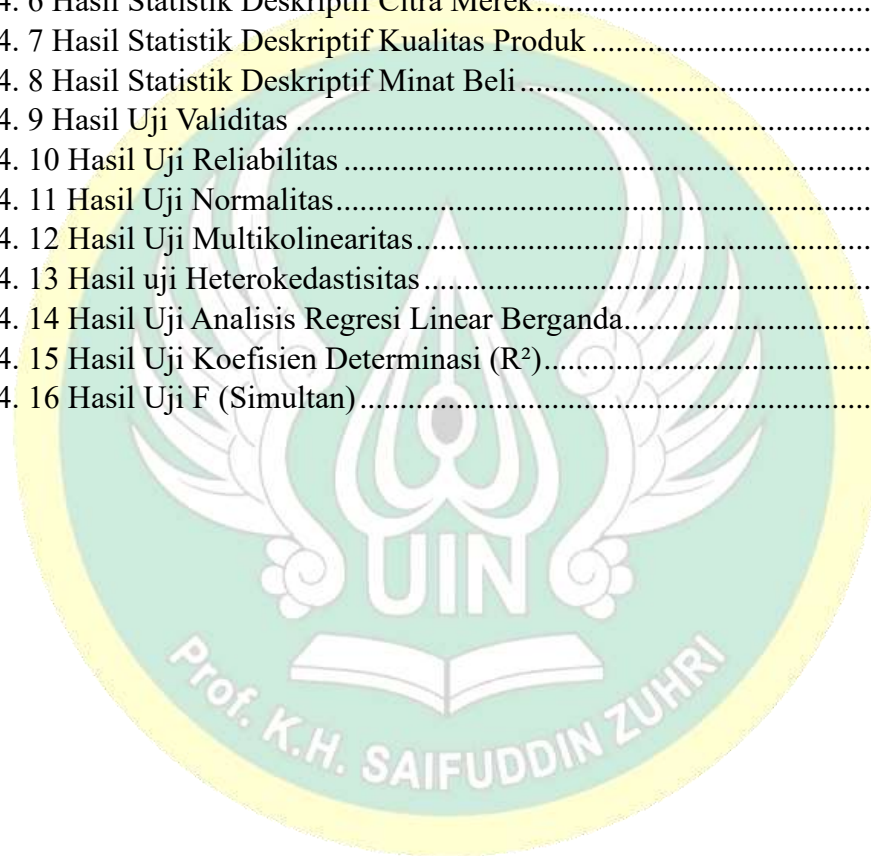 4. 6 Hasil Statistik Deskriptif Citra Merek................................................
4. 7 Hasil Statistik Deskriptif Kualitas Produk ........................................
4. 8 Hasil Statistik Deskriptif Minat Beli..................................................
4. 9 Hasil Uji Validitas ...............................................................................
4. 10 Hasil Uji Reliabilitas .........................................................................
4. 11 Hasil Uji Normalitas..........................................................................
4. 12 Hasil Uji Multikolinearitas................................................................
4. 13 Hasil uji Heterokedastisitas..............................................................
4. 14 Hasil Uji Analisis Regresi Linear Berganda....................................
4. 15 Hasil Uji Koefisien Determinasi (R²)..............................................
4. 16 Hasil Uji F (Simultan).......................................................................
UIN
Prof. K.H. SAIFUDDIN ZUHRI